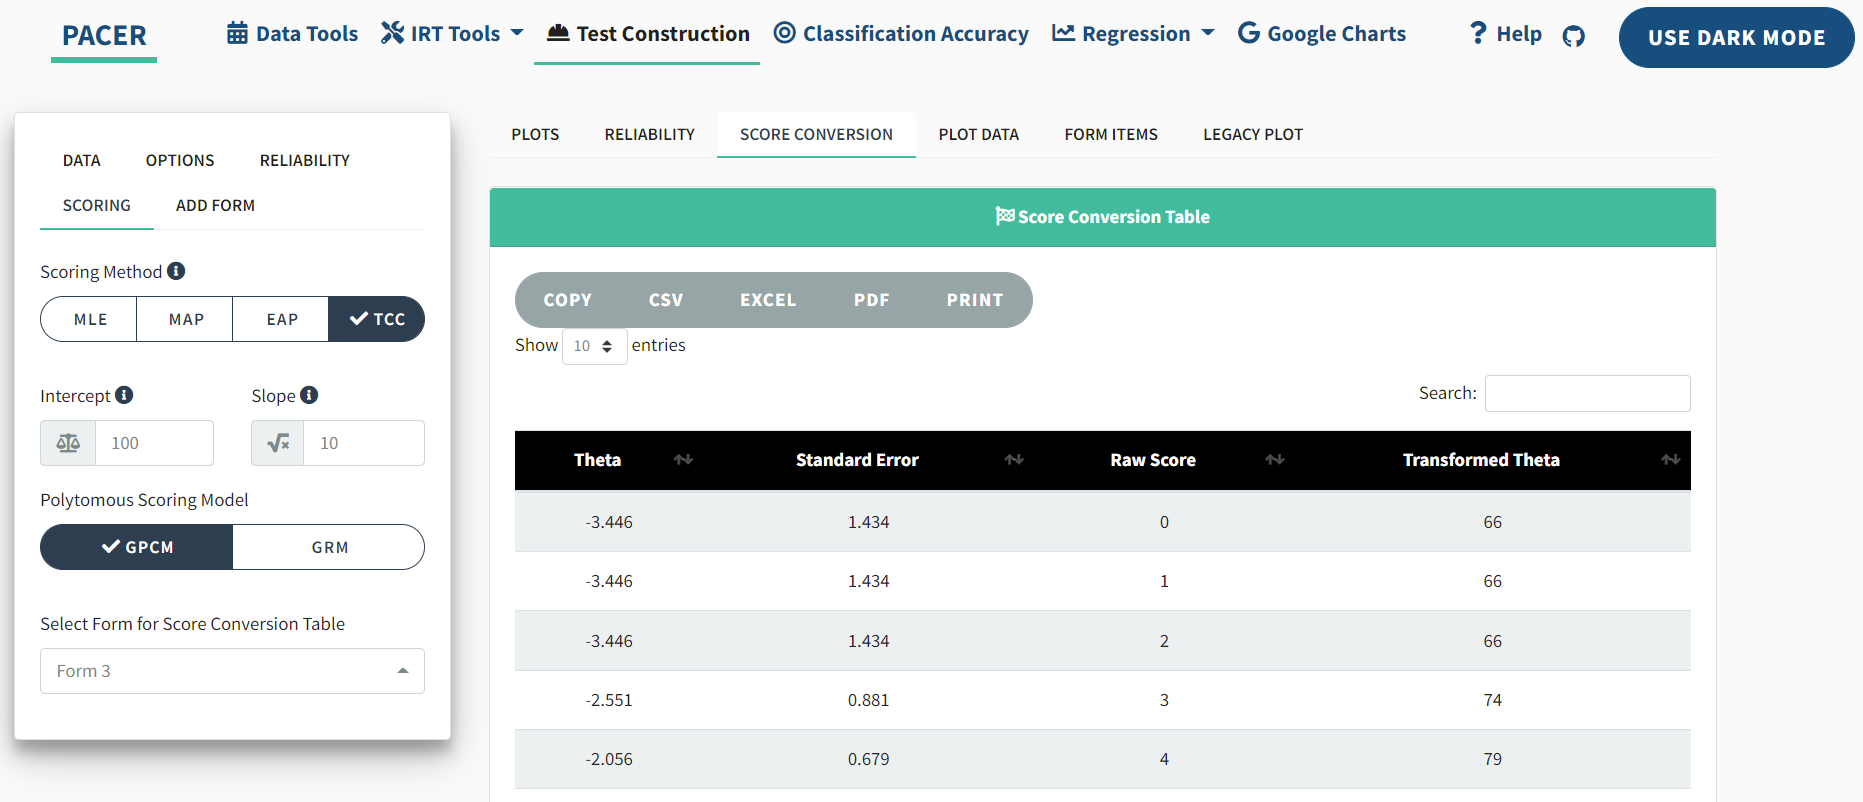 PACER Data Tools IRT Tools Test Construction Classification Accuracy Regression Google Charts Help USE DARK MODE
DATA OPTIONS RELIABILITY
SCORING ADD FORM
Scoring Method
MLE MAP EAP TCC
Intercept Slope
100 10
Polytomous Scoring Model
GPCM GRM
Select Form for Score Conversion Table
Form 3
PLOTS RELIABILITY SCORE CONVERSION PLOT DATA FORM ITEMS LEGACY PLOT
Score Conversion Table
COPY CSV EXCEL PDF PRINT
Show 10 entries
Search:
Theta Standard Error Raw Score Transformed Theta
-3.446 1.434 0 66
-3.446 1.434 1 66
-3.446 1.434 2 66
-2.551 0.881 3 74
-2.056 0.679 4 79